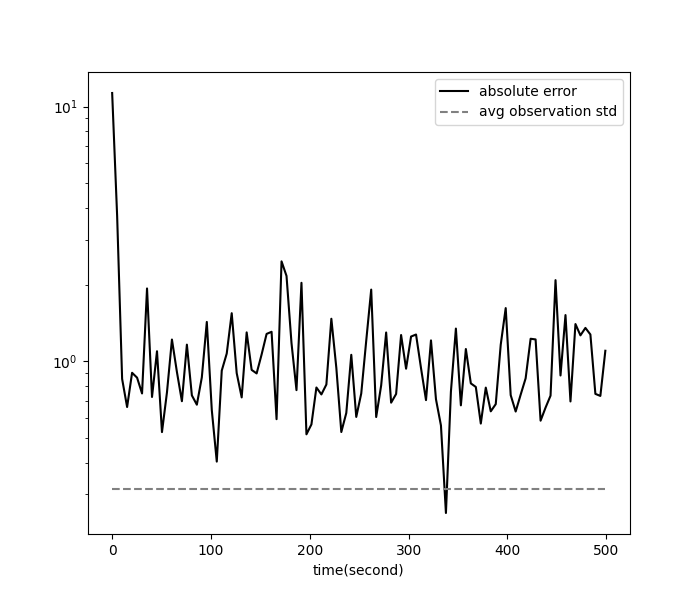 absolute error
avg observation std
10¹
10⁰
0 100 200 300 400 500
time(second)